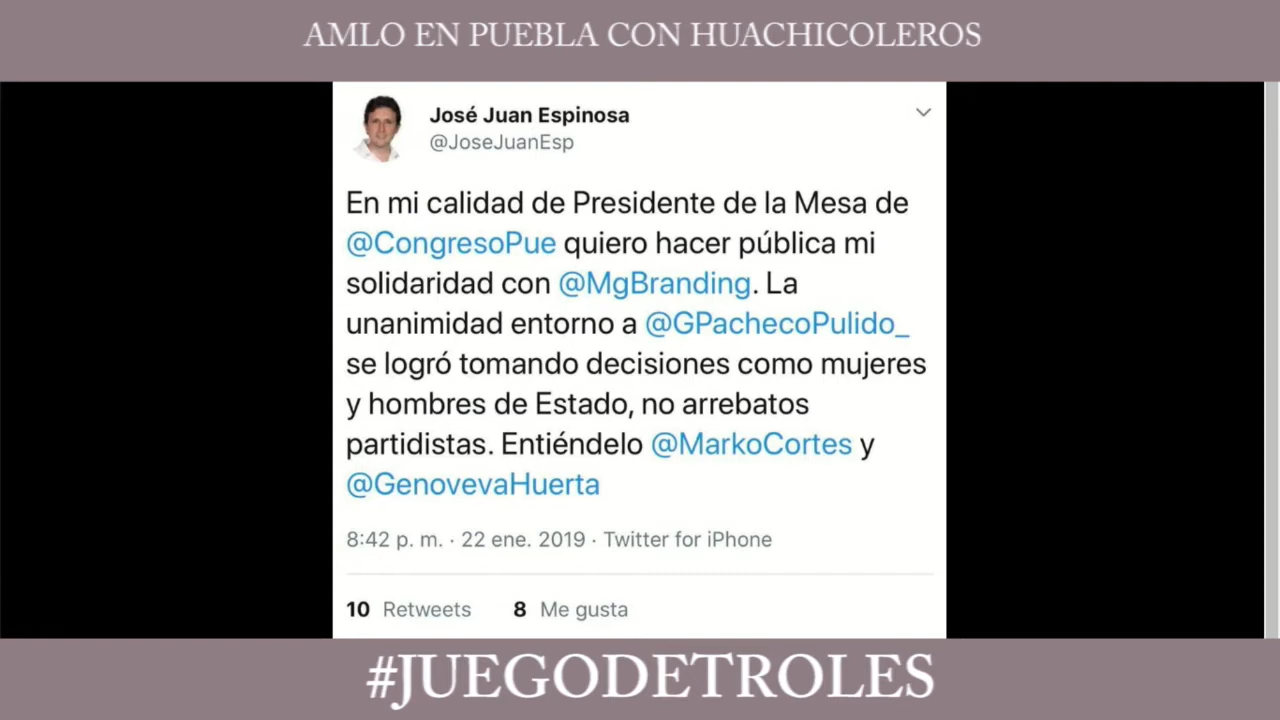 AMLO EN PUEBLA CON HUACHICOLEROS
José Juan Espinosa
@JoseJuanEsp
En mi calidad de Presidente de la Mesa de
@CongresoPue quiero hacer pública mi
solidaridad con @MgBranding. La
unanimidad entorno a @GPachecoPulido_
se logró tomando decisiones como mujeres
y hombres de Estado, no arrebatos
partidistas. Entiéndelo @MarkoCortes y
@GenovevaHuerta
8:42 p. m. · 22 ene. 2019 · Twitter for iPhone
10 Retweets 8 Me gusta
#JUEGODETROLES